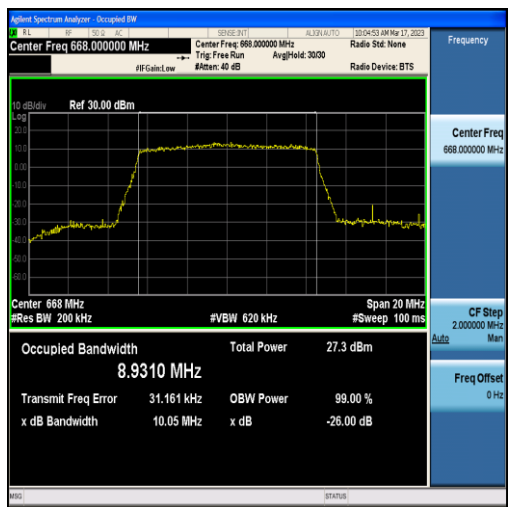 Agilent Spectrum Analyzer - Occupied BW
RL RF 50 Ω AC SENSE:INT ALIGN AUTO 10:04:53 AM Mar 17, 2023
Center Freq 668.000000 MHz
Center Freq: 668.000000 MHz
Radio Std: None
Trig: Free Run Avg|Hold: 30/30
#IFGain:Low #Atten: 40 dB Radio Device: BTS
Frequency
10 dB/div Ref 30.00 dBm
Log
20.0
10.0
0.00
-10.0
-20.0
-30.0
-40.0
-50.0
-60.0
Center 668 MHz Span 20 MHz
#Res BW 200 kHz #VBW 620 kHz #Sweep 100 ms
Occupied Bandwidth Total Power 27.3 dBm
8.9310 MHz
Transmit Freq Error 31.161 kHz OBW Power 99.00 %
x dB Bandwidth 10.05 MHz x dB -26.00 dB
Center Freq
668.000000 MHz
CF Step
2.000000 MHz
Auto Man
Freq Offset
0 Hz
MSG STATUS